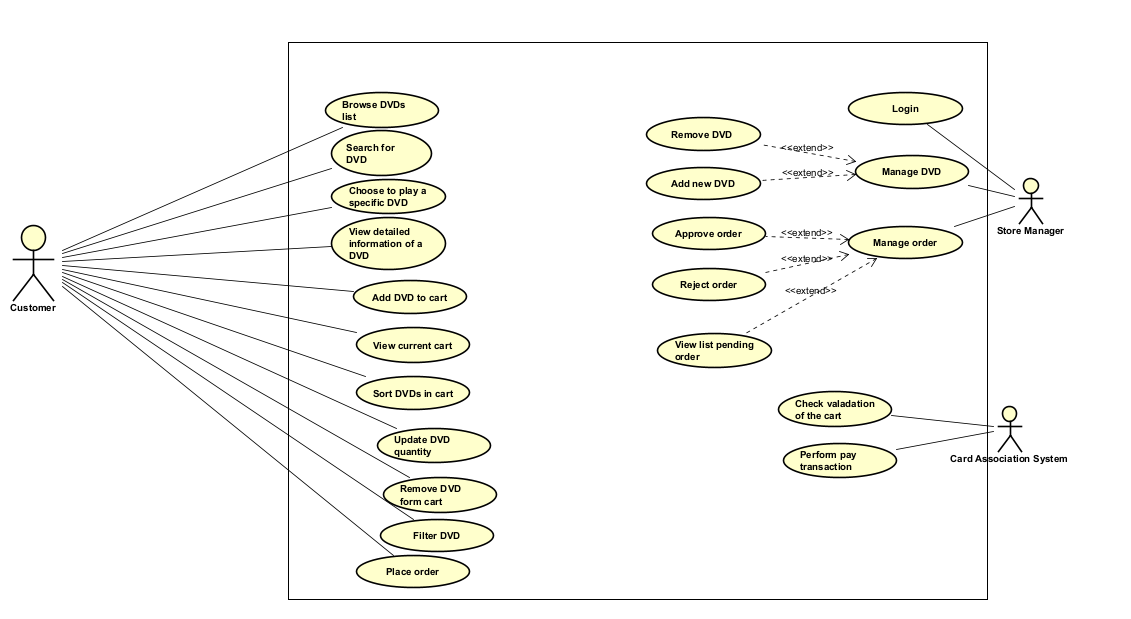 Browse DVDs
list
Search for
DVD
Choose to play a
specific DVD
View detailed
information of a
DVD
Add DVD to cart
View current cart
Sort DVDs in cart
Update DVD
quantity
Remove DVD
form cart
Filter DVD
Place order
Customer
Remove DVD
Add new DVD
Approve order
Reject order
View list pending
order
<<extend>>
<<extend>>
<<extend>>
<<extend>>
<<extend>>
Login
Manage DVD
Manage order
Store Manager
Check valadation
of the cart
Perform pay
transaction
Card Association System